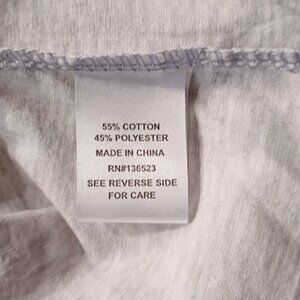 55% COTTON
45% POLYESTER
MADE IN CHINA
RN#136523
SEE REVERSE SIDE
FOR CARE